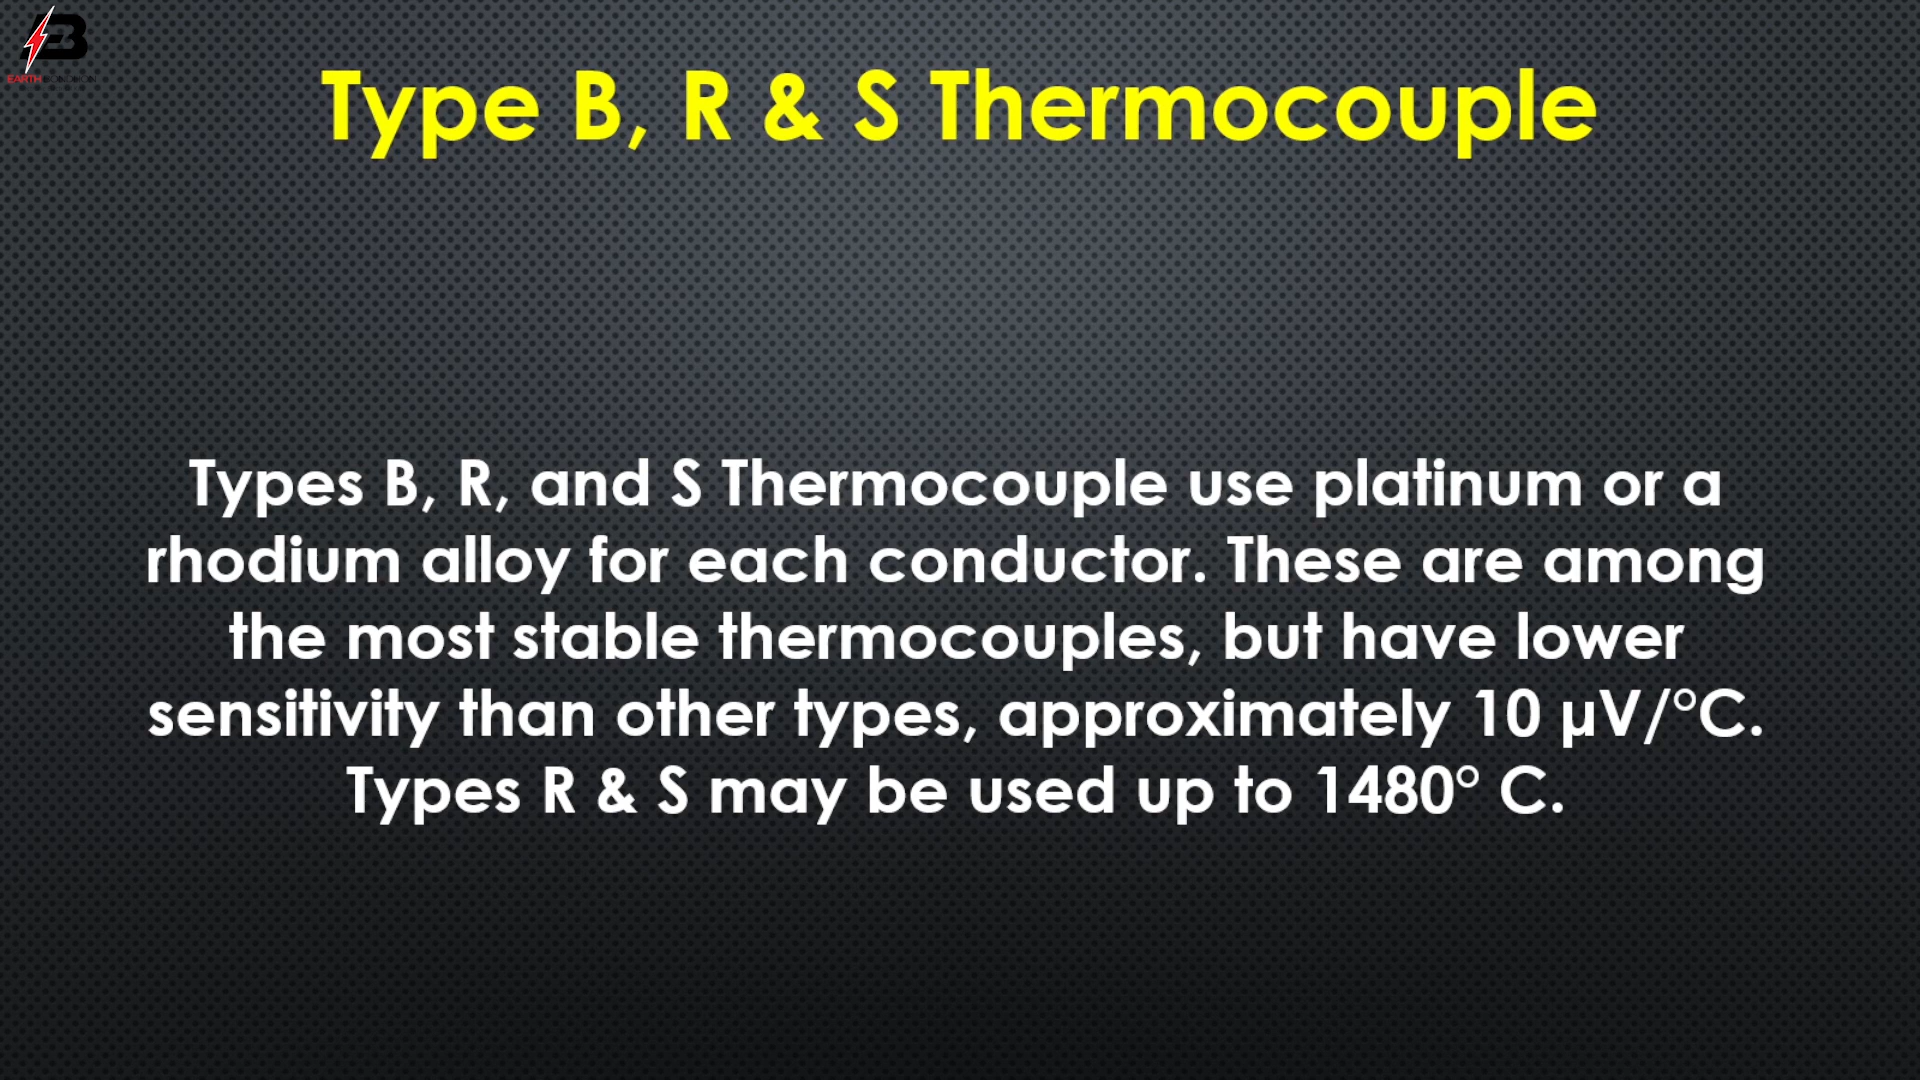 EARTH
Type B, R & S Thermocouple
Types B, R, and S Thermocouple use platinum or a
rhodium alloy for each conductor. These are among
the most stable thermocouples, but have lower
sensitivity than other types, approximately 10 µV/°C.
Types R & S may be used up to 1480° C.